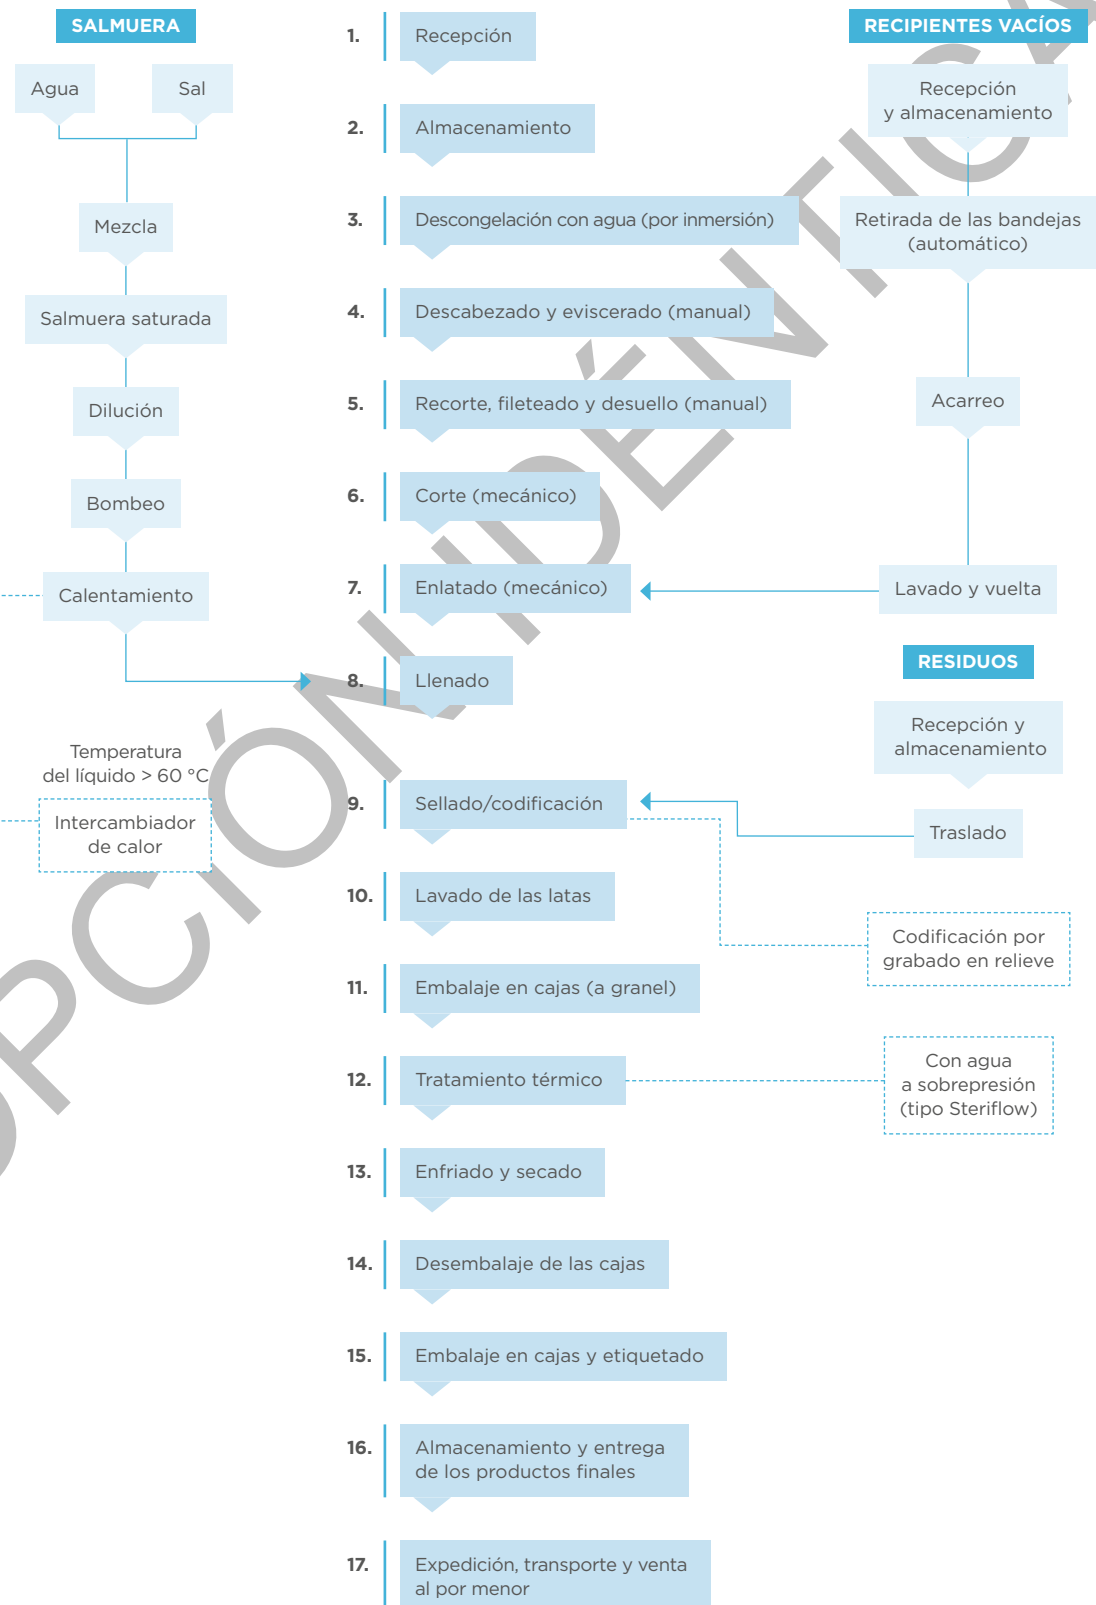 SALMUERA
Agua
Sal
Mezcla
Salmuera saturada
Dilución
Bombeo
Calentamiento
Temperatura
del líquido > 60 °C
Intercambiador
de calor
1. Recepción
2. Almacenamiento
3. Descongelación con agua (por inmersión)
4. Descabezado y eviscerado (manual)
5. Recorte, fileteado y desuello (manual)
6. Corte (mecánico)
7. Enlatado (mecánico)
8. Llenado
9. Sellado/codificación
10. Lavado de las latas
11. Embalaje en cajas (a granel)
12. Tratamiento térmico
13. Enfriado y secado
14. Desembalaje de las cajas
15. Embalaje en cajas y etiquetado
16. Almacenamiento y entrega
de los productos finales
17. Expedición, transporte y venta
al por menor
RECIPIENTES VACÍOS
Recepción
y almacenamiento
Retirada de las bandejas
(automático)
Acarreo
Lavado y vuelta
RESIDUOS
Recepción y
almacenamiento
Traslado
Codificación por
grabado en relieve
Con agua
a sobrepresión
(tipo Steriflow)
OPCIÓN IDÉNTICA